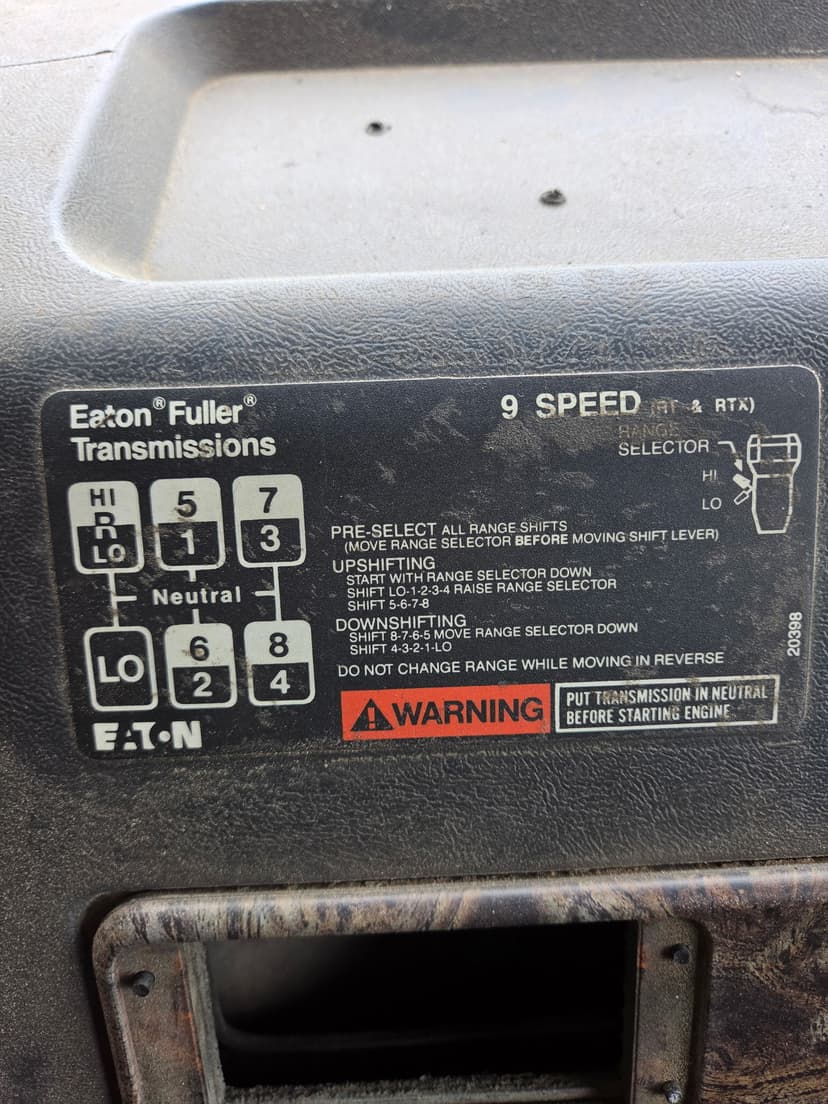 Eaton® Fuller®
Transmissions
9 SPEED (RT & RTX)
RANGE
SELECTOR
HI
LO
HI
R
LO
5
1
7
3
Neutral
LO
6
2
8
4
EATON
PRE-SELECT ALL RANGE SHIFTS
(MOVE RANGE SELECTOR BEFORE MOVING SHIFT LEVER)
UPSHIFTING
START WITH RANGE SELECTOR DOWN
SHIFT LO-1-2-3-4 RAISE RANGE SELECTOR
SHIFT 5-6-7-8
DOWNSHIFTING
SHIFT 8-7-6-5 MOVE RANGE SELECTOR DOWN
SHIFT 4-3-2-1-LO
DO NOT CHANGE RANGE WHILE MOVING IN REVERSE
WARNING
PUT TRANSMISSION IN NEUTRAL
BEFORE STARTING ENGINE
20398